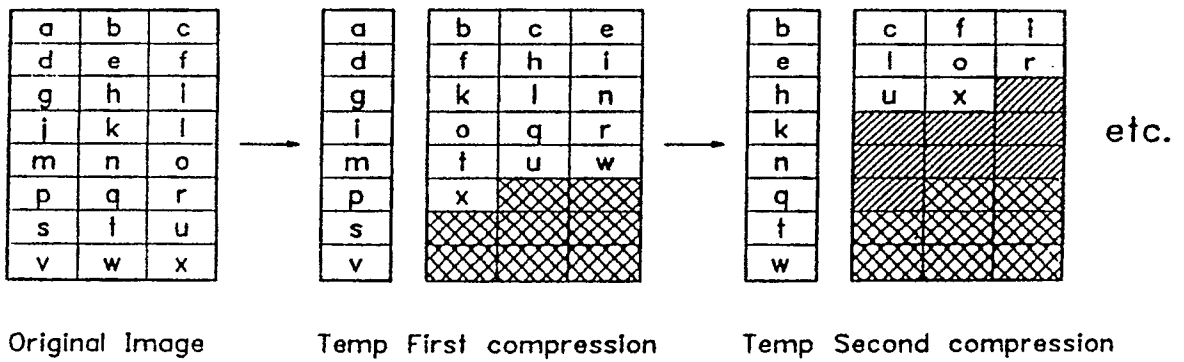 a b c a b c e b c f i
d e f d f h i e l o r
g h i g k l n h u x
j k l j o q r k etc.
m n o m t u w n
p q r p x q
s t u s t
v w x v w
Original Image Temp First compression Temp Second compression